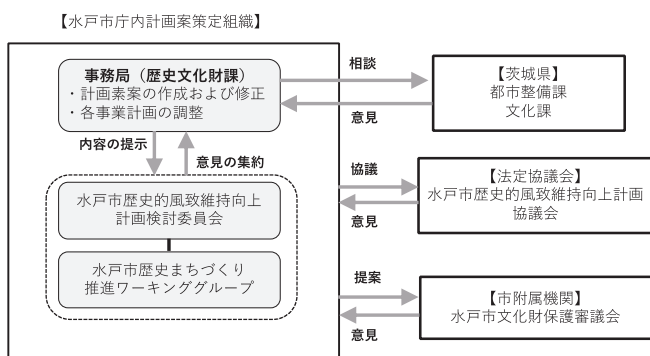 【水戸市庁内計画案策定組織】
事務局（歴史文化財課）
・計画素案の作成および修正
・各事業計画の調整
内容の提示
意見の集約
水戸市歴史的風致維持向上
計画検討委員会
水戸市歴史まちづくり
推進ワーキンググループ
相談
意見
【茨城県】
都市整備課
文化課
協議
意見
【法定協議会】
水戸市歴史的風致維持向上計画
協議会
提案
意見
【市附属機関】
水戸市文化財保護審議会